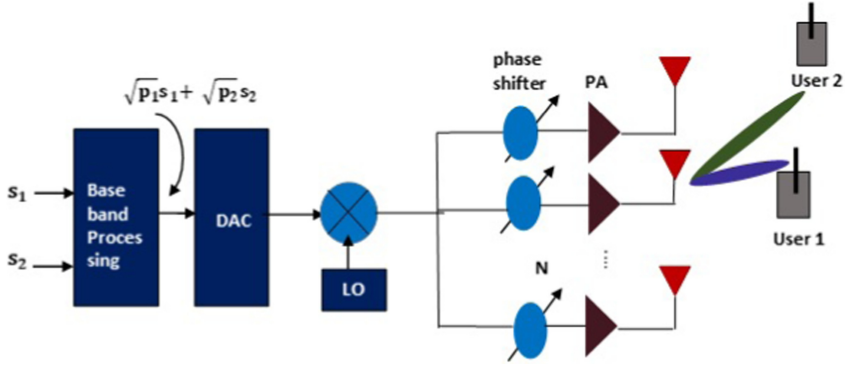 phase
shifter
PA
User 2
√p₁s₁+ √p₂s₂
s₁
s₂
Base
band
Proces
sing
DAC
LO
N
User 1